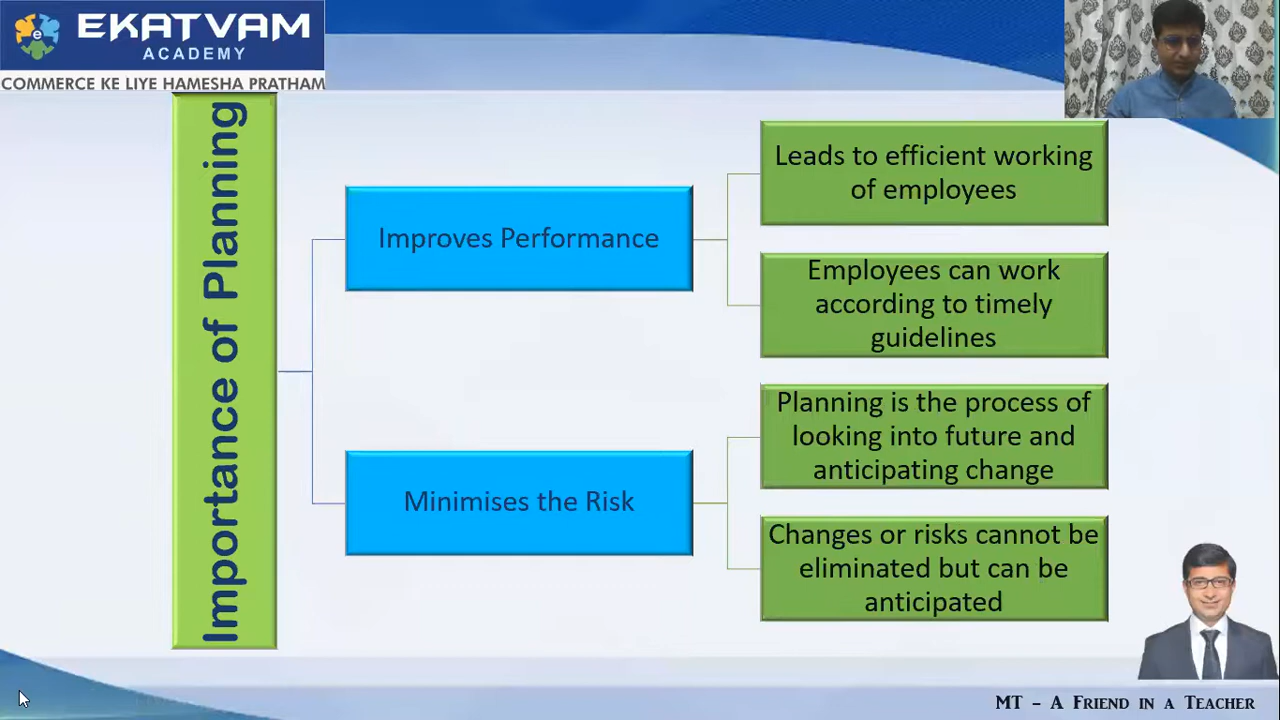 EKATVAM
ACADEMY
COMMERCE KE LIYE HAMESHA PRATHAM
Importance of Planning
Improves Performance
Leads to efficient working
of employees
Employees can work
according to timely
guidelines
Minimises the Risk
Planning is the process of
looking into future and
anticipating change
Changes or risks cannot be
eliminated but can be
anticipated
MT - A Friend in a Teacher